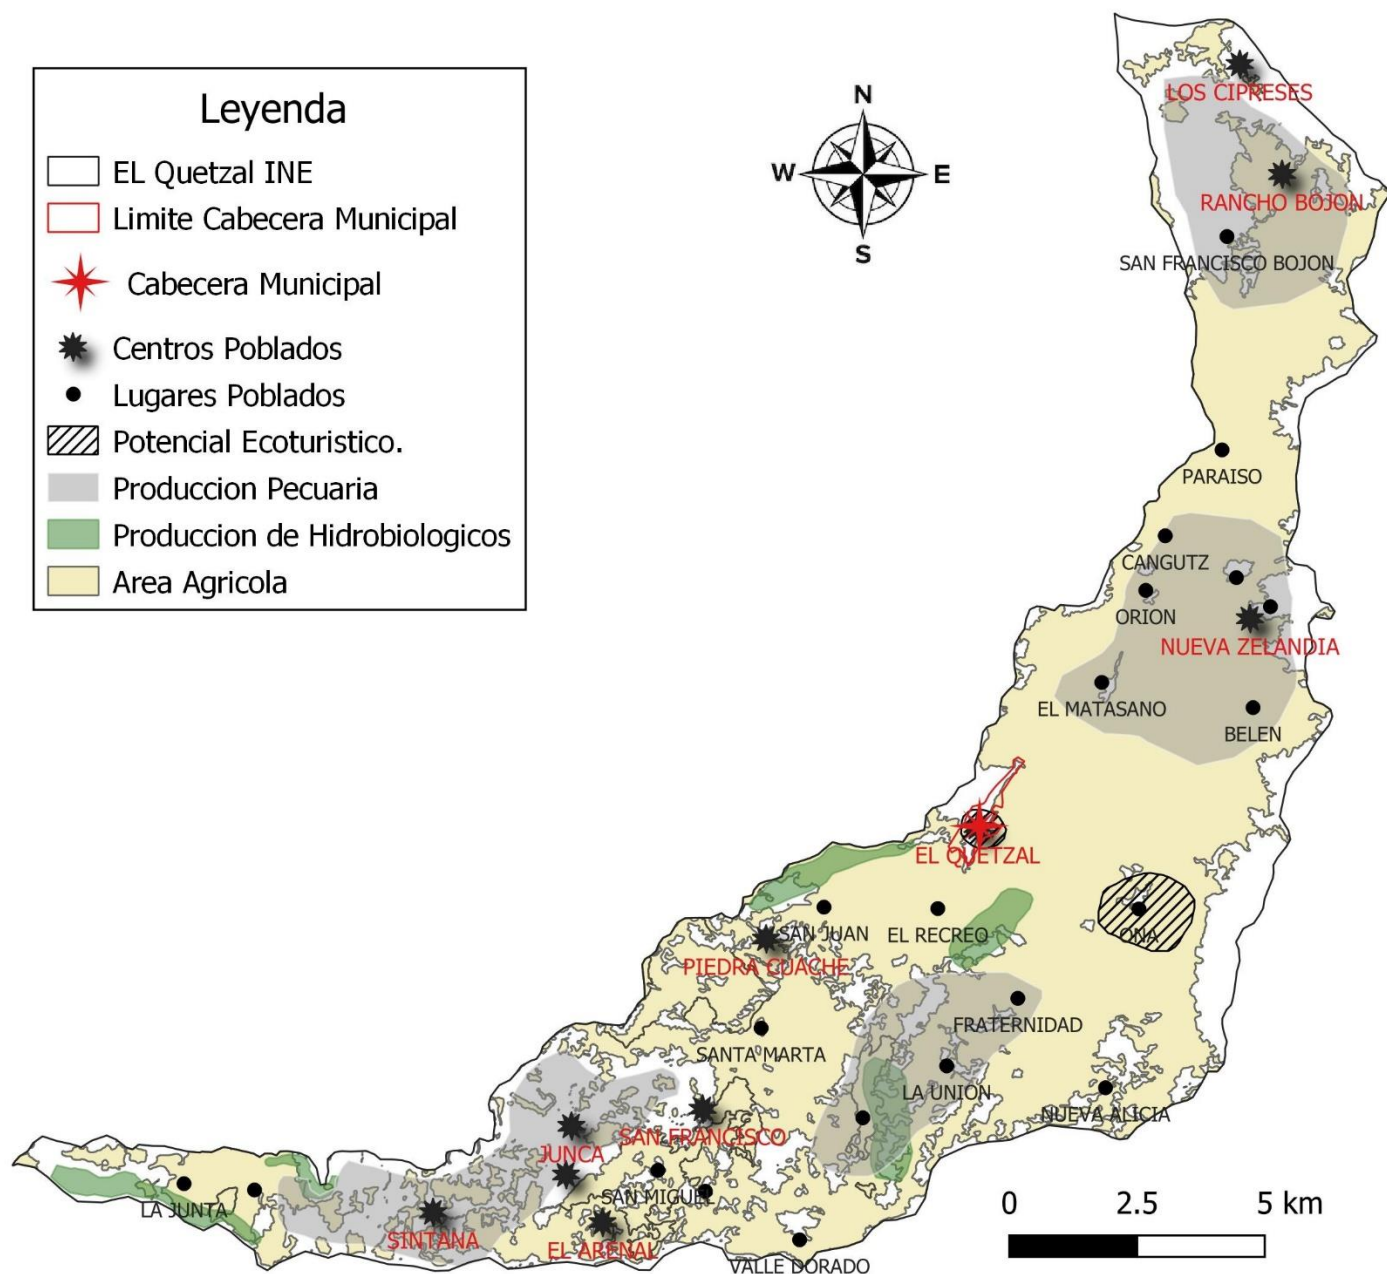 Leyenda
EL Quetzal INE
Limite Cabecera Municipal
Cabecera Municipal
Centros Poblados
Lugares Poblados
Potencial Ecoturistico.
Produccion Pecuaria
Produccion de Hidrobiologicos
Area Agricola
N
W E
S
LOS CIPRESES
RANCHO BOJON
SAN FRANCISCO BOJON
PARAISO
CANGUTZ
ORION
NUEVA ZELANDIA
EL MATASANO
BELEN
EL QUETZAL
SAN JUAN
EL RECREO
ONA
PIEDRA CUACHE
FRATERNIDAD
SANTA MARTA
LA UNION
NUEVA ALICIA
SAN FRANCISCO
JUNCA
SAN MIGUEL
LA JUNTA
SINTANA
EL ARENAL
VALLE DORADO
0 2.5 5 km